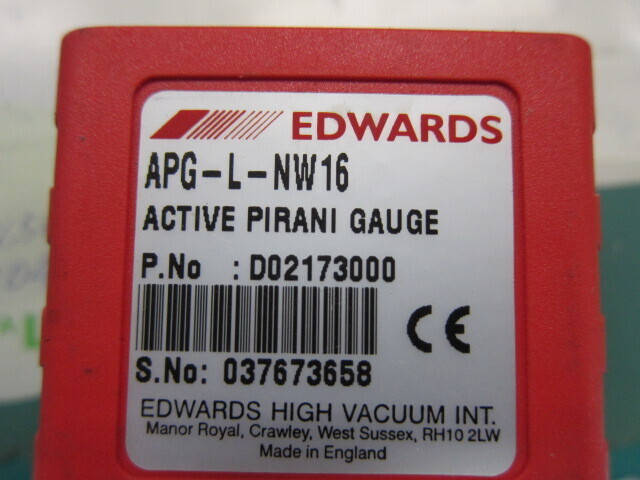 EDWARDS
APG-L-NW16
ACTIVE PIRANI GAUGE
P.No : D02173000
CE
S.No: 037673658
EDWARDS HIGH VACUUM INT.
Manor Royal, Crawley, West Sussex, RH10 2LW
Made in England